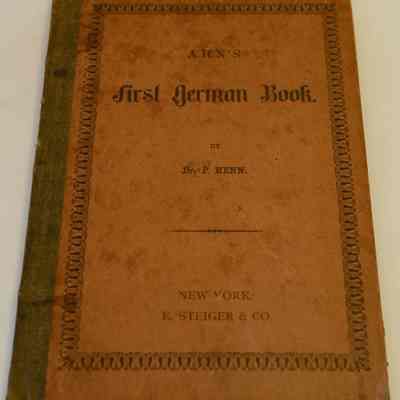 AHN'S
First German Book.
BY
Dr. P. HENN.
NEW YORK:
E. STEIGER & CO.